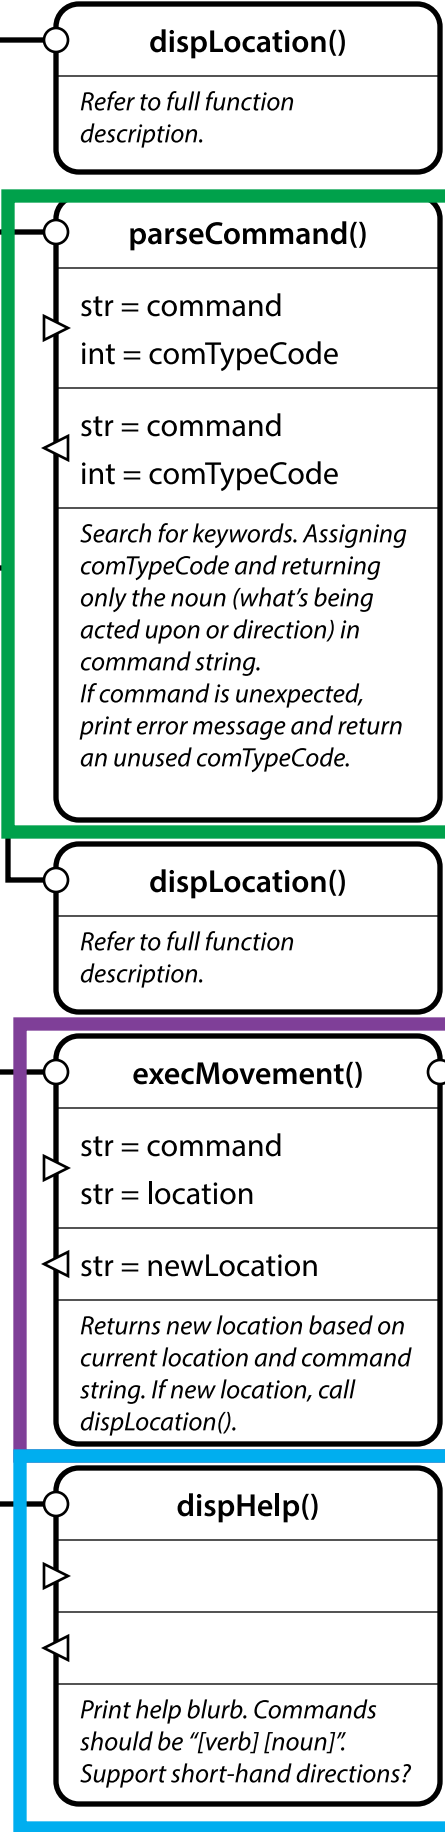 dispLocation()
Refer to full function
description.
parseCommand()
str = command
int = comTypeCode
str = command
int = comTypeCode
Search for keywords. Assigning
comTypeCode and returning
only the noun (what’s being
acted upon or direction) in
command string.
If command is unexpected,
print error message and return
an unused comTypeCode.
dispLocation()
Refer to full function
description.
execMovement()
str = command
str = location
str = newLocation
Returns new location based on
current location and command
string. If new location, call
dispLocation().
dispHelp()
Print help blurb. Commands
should be “[verb] [noun]”.
Support short-hand directions?